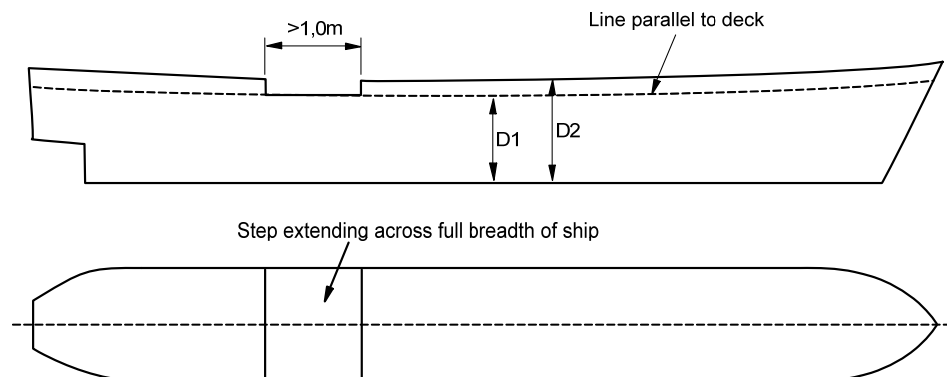 Line parallel to deck
>1,0m
D1
D2
Step extending across full breadth of ship